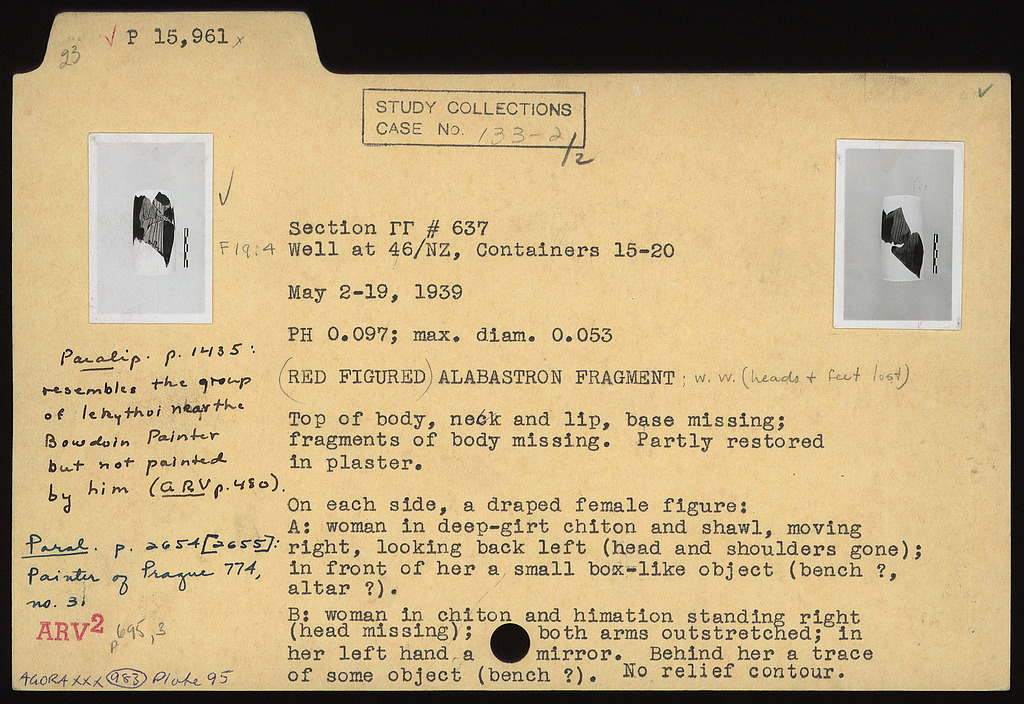 ✓ P 15,961 x
23
✓
STUDY COLLECTIONS
CASE No. 133-2/2
✓
Section ΓΓ # 637
F 19:4 Well at 46/ΝΖ, Containers 15-20
May 2-19, 1939
PH 0.097; max. diam. 0.053
(RED FIGURED) ALABASTRON FRAGMENT; w. w. (heads + feet lost)
Top of body, neck and lip, base missing;
fragments of body missing. Partly restored
in plaster.
On each side, a draped female figure:
A: woman in deep-girt chiton and shawl, moving
right, looking back left (head and shoulders gone);
in front of her a small box-like object (bench ?,
altar ?).
B: woman in chiton and himation standing right
(head missing); both arms outstretched; in
her left hand a mirror. Behind her a trace
of some object (bench ?). No relief contour.
Paralip. p. 1435:
resembles the group
of lekythoi near the
Bowdoin Painter
but not painted
by him (ARV p. 480).
Paral. p. 2654 [2655]:
Painter of Prague 774,
no. 31
ARV2 p 695, 3
AGORA XXX 983 Plate 95